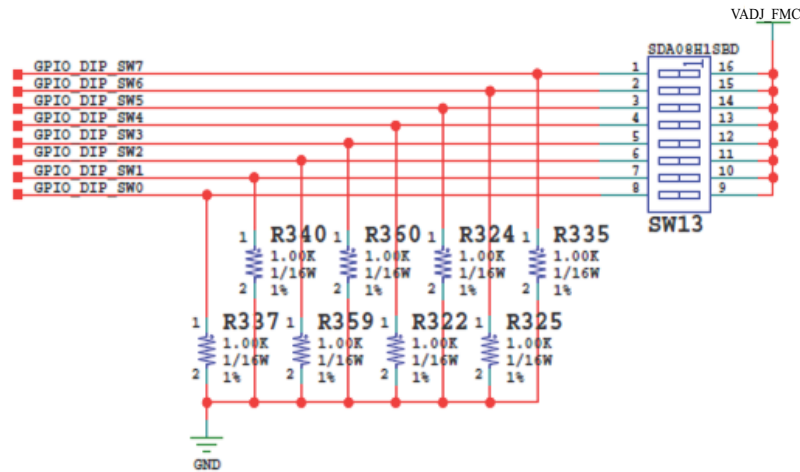 VADJ_FMC
SDA08H1SBD
GPIO_DIP_SW7 1 1 16
GPIO_DIP_SW6 2 15
GPIO_DIP_SW5 3 14
GPIO_DIP_SW4 4 13
GPIO_DIP_SW3 5 12
GPIO_DIP_SW2 6 11
GPIO_DIP_SW1 7 10
GPIO_DIP_SW0 8 9
SW13
1 R340 1 R360 1 R324 1 R335
1.00K 1.00K 1.00K 1.00K
1/16W 1/16W 1/16W 1/16W
2 1% 2 1% 2 1% 2 1%
1 R337 1 R359 1 R322 1 R325
1.00K 1.00K 1.00K 1.00K
1/16W 1/16W 1/16W 1/16W
2 1% 2 1% 2 1% 2 1%
GND